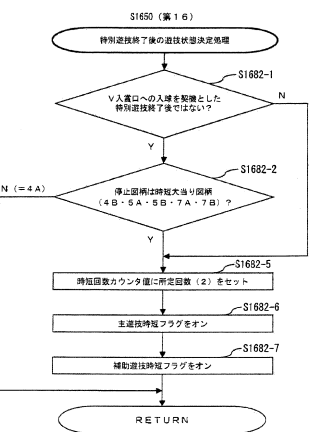 S1650（第16）
特別遊技終了後の遊技状態決定処理
S1682-1
V入賞口への入球を契機とした
特別遊技終了後ではない？
N
Y
S1682-2
N（＝4A）
停止図柄は時短大当り図柄
（4B・5A・5B・7A・7B）？
Y
S1682-5
時短回数カウンタ値に所定回数（2）をセット
S1682-6
主遊技時短フラグをオン
S1682-7
補助遊技時短フラグをオン
RETURN